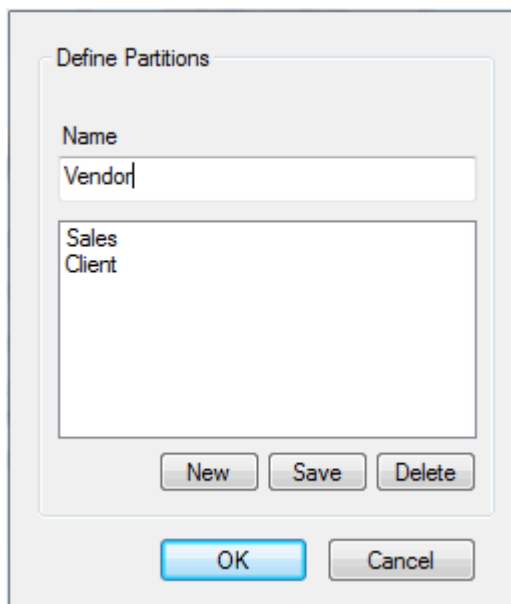 Define Partitions
Name
Vendor
Sales
Client
New Save Delete
OK Cancel